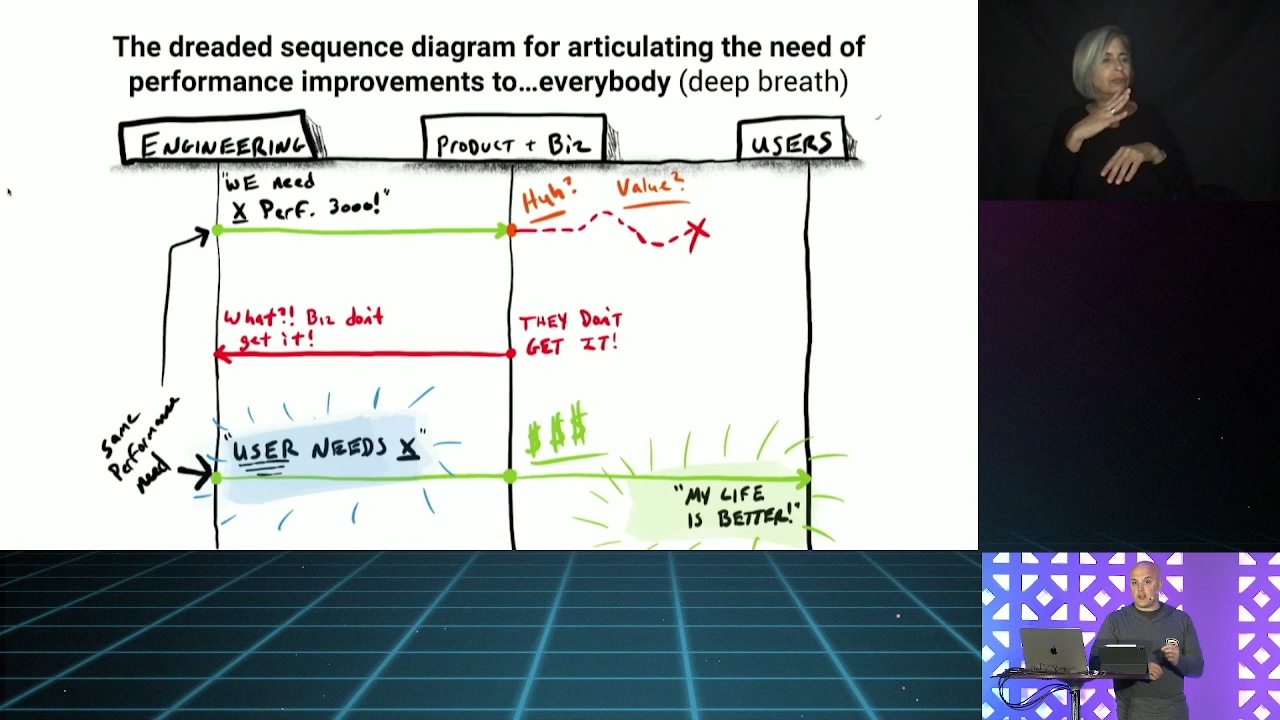 The dreaded sequence diagram for articulating the need of
performance improvements to...everybody (deep breath)
ENGINEERING
PRODUCT + BIZ
USERS
"WE need
X Perf. 3000!"
Huh?
Value?
What?! Biz don't
get it!
THEY Don't
GET IT!
Same
Performance
need
"USER NEEDS X"
$$$
"MY LIFE
IS BETTER!"